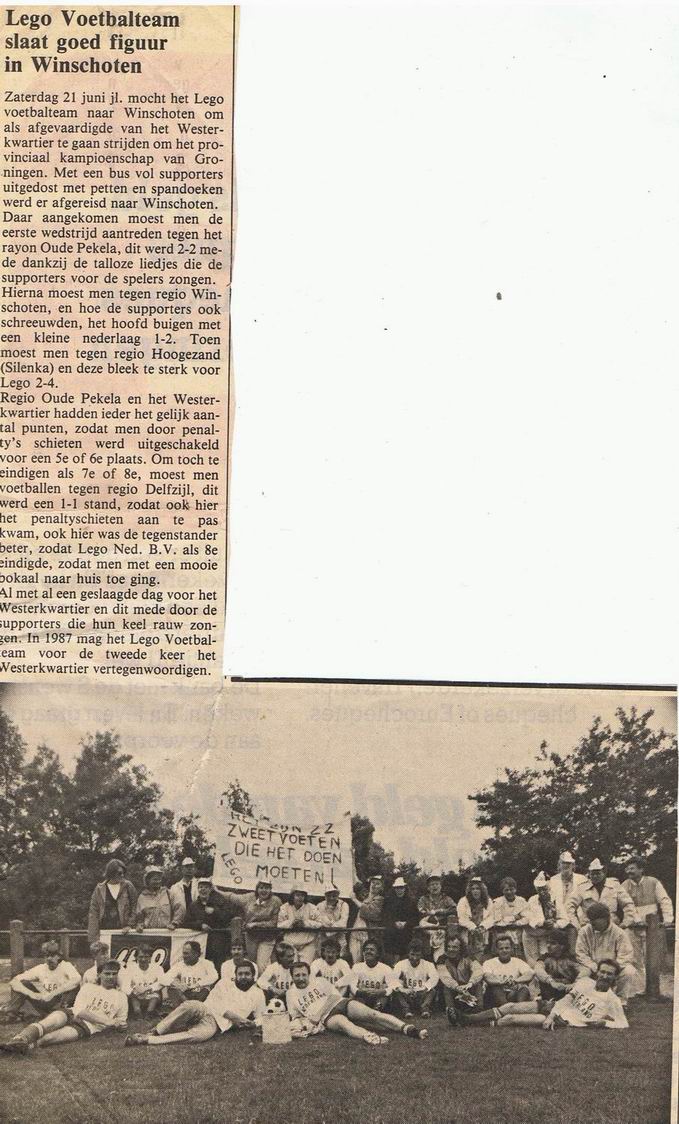 Lego Voetbalteam
slaat goed figuur
in Winschoten
Zaterdag 21 juni jl. mocht het Lego
voetbalteam naar Winschoten om
als afgevaardigde van het Wester-
kwartier te gaan strijden om het pro-
vinciaal kampioenschap van Gro-
ningen. Met een bus vol supporters
uitgedost met petten en spandoeken
werd er afgereisd naar Winschoten.
Daar aangekomen moest men de
eerste wedstrijd aantreden tegen het
rayon Oude Pekela, dit werd 2-2 me-
de dankzij de talloze liedjes die de
supporters voor de spelers zongen.
Hierna moest men tegen regio Win-
schoten, en hoe de supporters ook
schreeuwden, het hoofd buigen met
een kleine nederlaag 1-2. Toen
moest men tegen regio Hoogezand
(Silenka) en deze bleek te sterk voor
Lego 2-4.
Regio Oude Pekela en het Wester-
kwartier hadden ieder het gelijk aan-
tal punten, zodat men door penal-
ty's schieten werd uitgeschakeld
voor een 5e of 6e plaats. Om toch te
eindigen als 7e of 8e, moest men
voetballen tegen regio Delfzijl, dit
werd een 1-1 stand, zodat ook hier
het penaltyschieten aan te pas
kwam, ook hier was de tegenstander
beter, zodat Lego Ned. B.V. als 8e
eindigde, zodat men met een mooie
bokaal naar huis toe ging.
Al met al een geslaagde dag voor het
Westerkwartier en dit mede door de
supporters die hun keel rauw zon-
gen. In 1987 mag het Lego Voetbal-
team voor de tweede keer het
Westerkwartier vertegenwoordigen.
22
ZWEETVOETEN
DIE HET DOEN
MOETEN!
LEGO
LEGO
LEGO
LEGO
LEGO